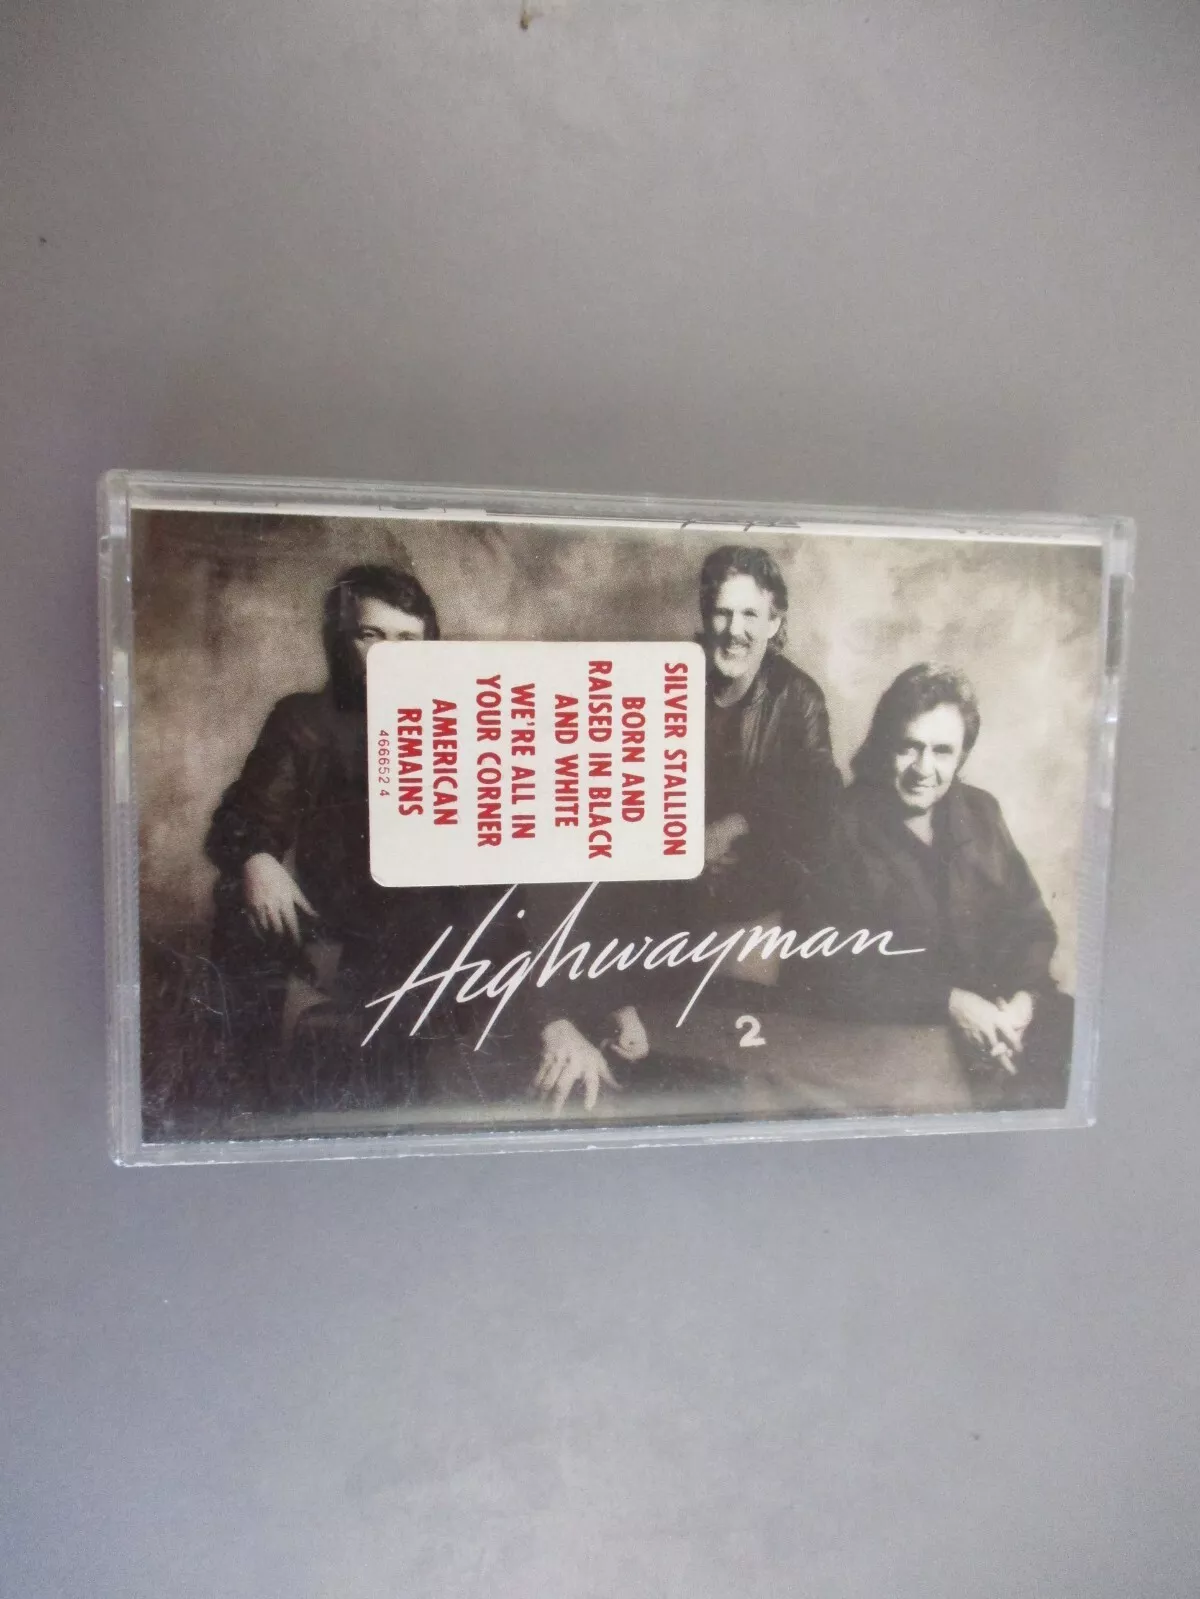 SILVER STALLION
BORN AND
RAISED IN BLACK
AND WHITE
WE'RE ALL IN
YOUR CORNER
AMERICAN
REMAINS
466652 4
Highwayman
2